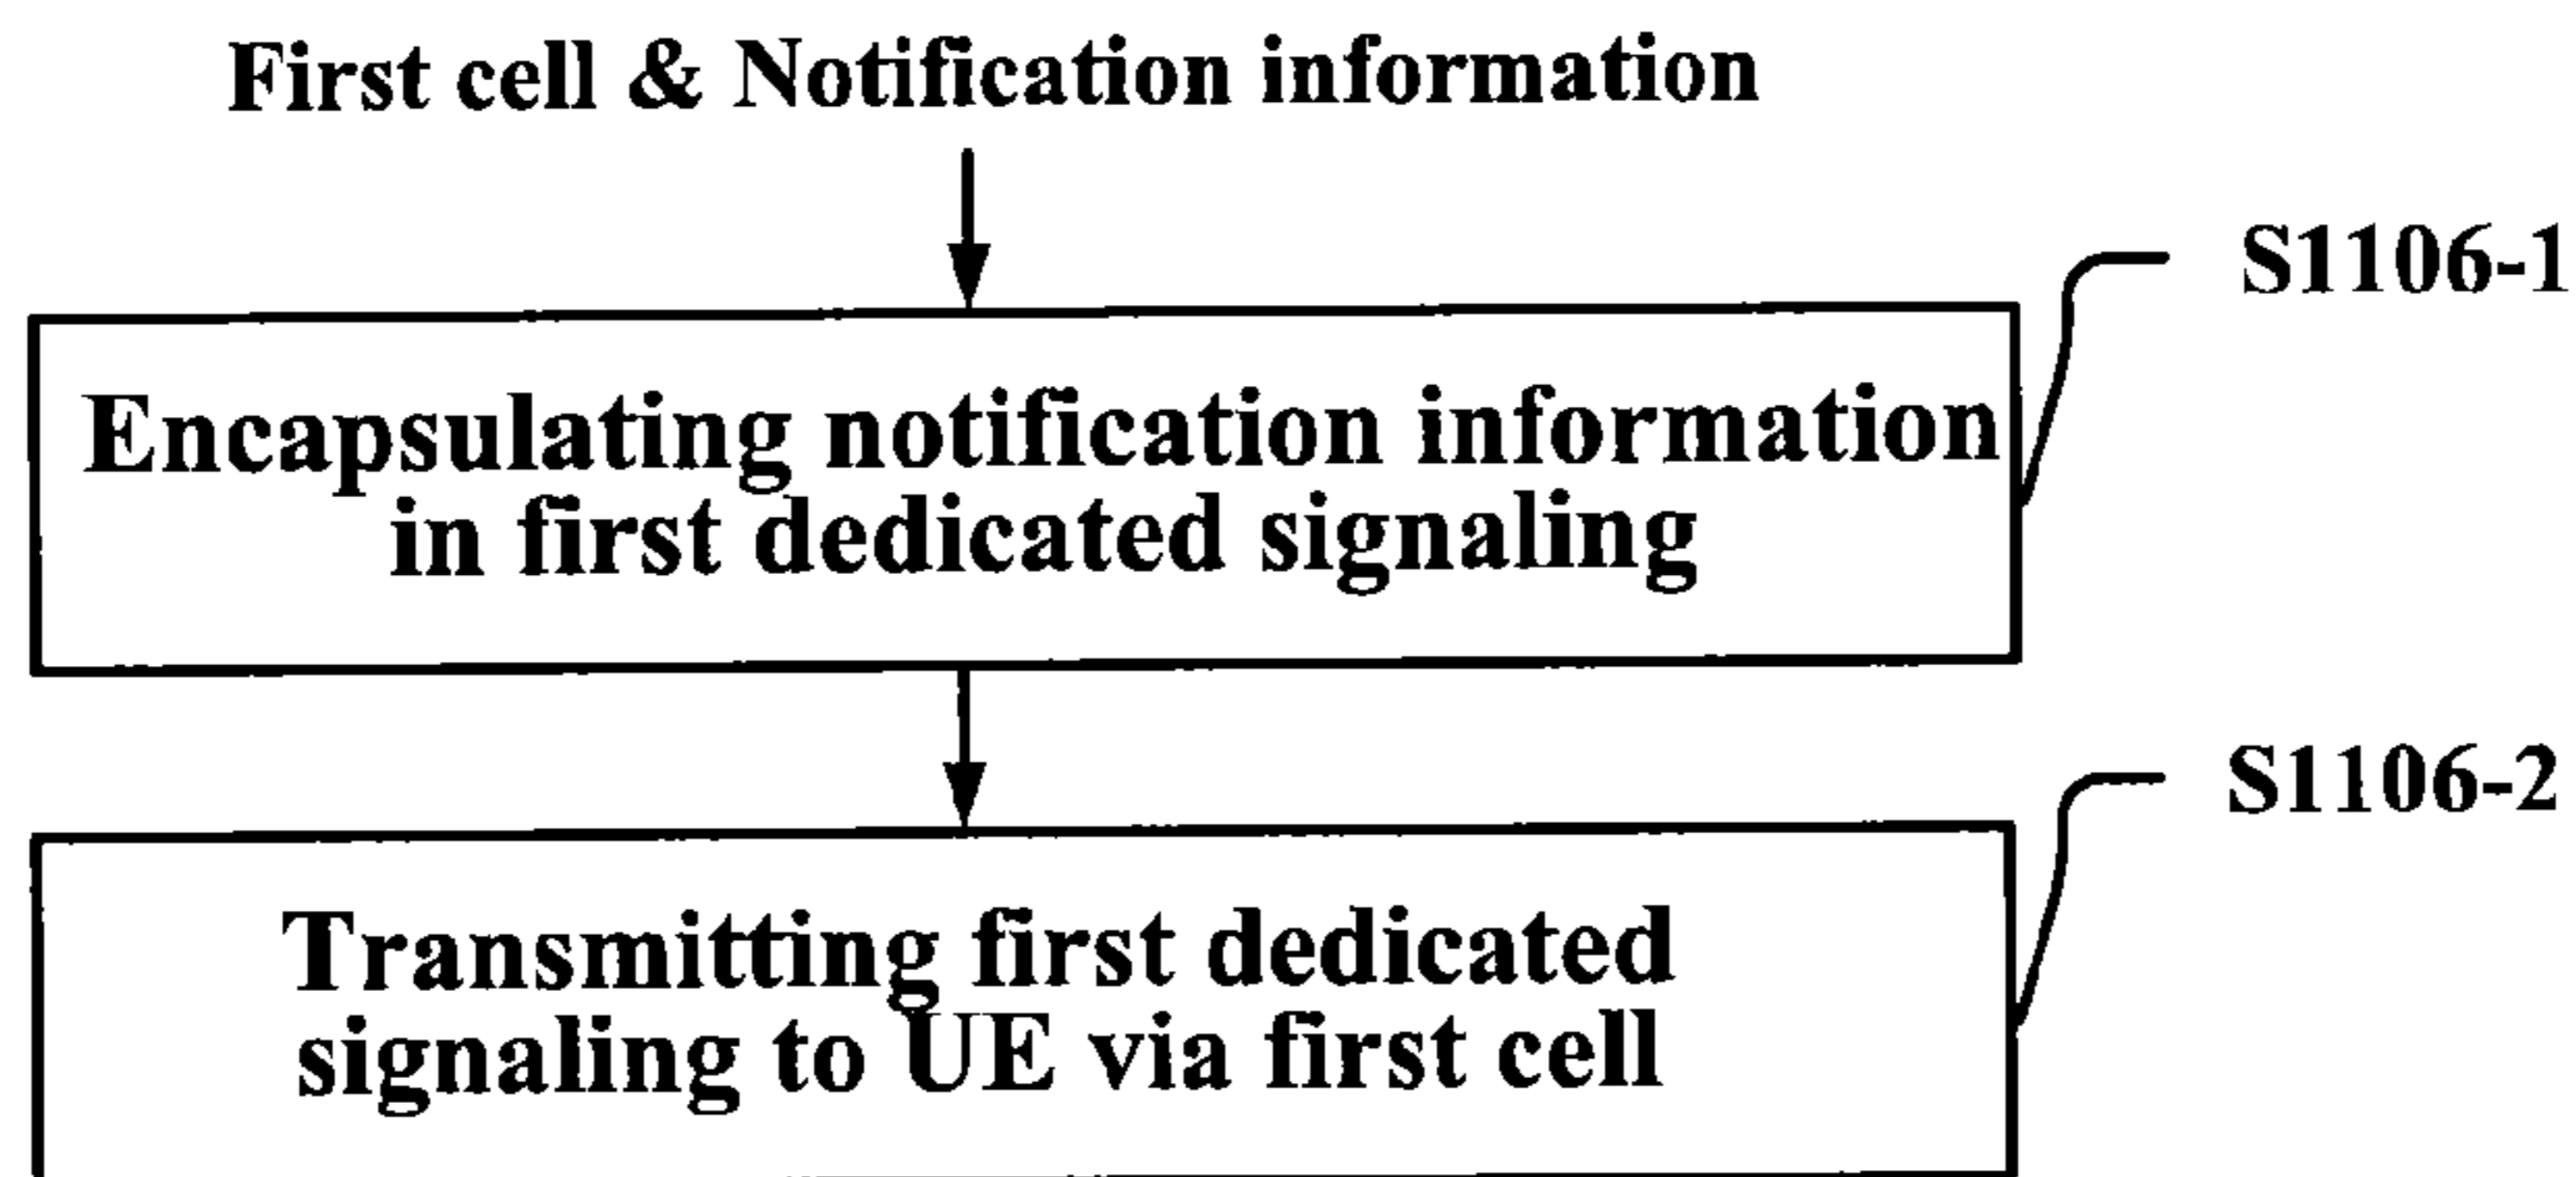 First cell & Notification information
S1106-1
Encapsulating notification information
in first dedicated signaling
S1106-2
Transmitting first dedicated
signaling to UE via first cell